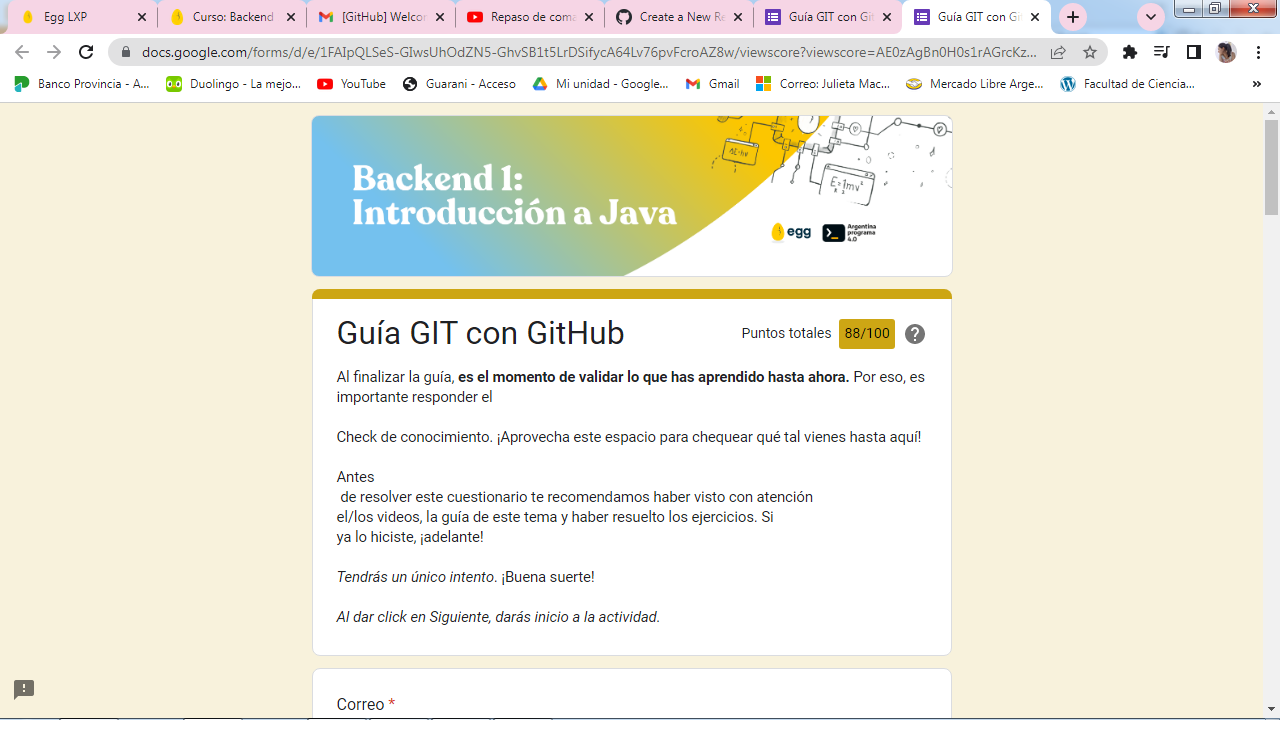 Egg LXP
Curso: Backend
[GitHub] Welcom
Repaso de coma
Create a New Re
Guía GIT con Git
Guía GIT con Gi
docs.google.com/forms/d/e/1FAIpQLSeS-GIwsUhOdZN5-GhvSB1t5LrDSifycA64Lv76pvFcroAZ8w/viewscore?viewscore=AE0zAgBn0H0s1rAGrcKz...
Banco Provincia - A...
Duolingo - La mejo...
YouTube
Guarani - Acceso
Mi unidad - Google...
Gmail
Correo: Julieta Mac...
Mercado Libre Arge...
Facultad de Ciencia...
»
Backend 1:
Introducción a Java
E=1mv²
egg
Argentina
programa
4.0
Guía GIT con GitHub
Puntos totales 88/100
Al finalizar la guía, es el momento de validar lo que has aprendido hasta ahora. Por eso, es
importante responder el
Check de conocimiento. ¡Aprovecha este espacio para chequear qué tal vienes hasta aquí!
Antes
de resolver este cuestionario te recomendamos haber visto con atención
el/los videos, la guía de este tema y haber resuelto los ejercicios. Si
ya lo hiciste, ¡adelante!
Tendrás un único intento. ¡Buena suerte!
Al dar click en Siguiente, darás inicio a la actividad.
Correo *